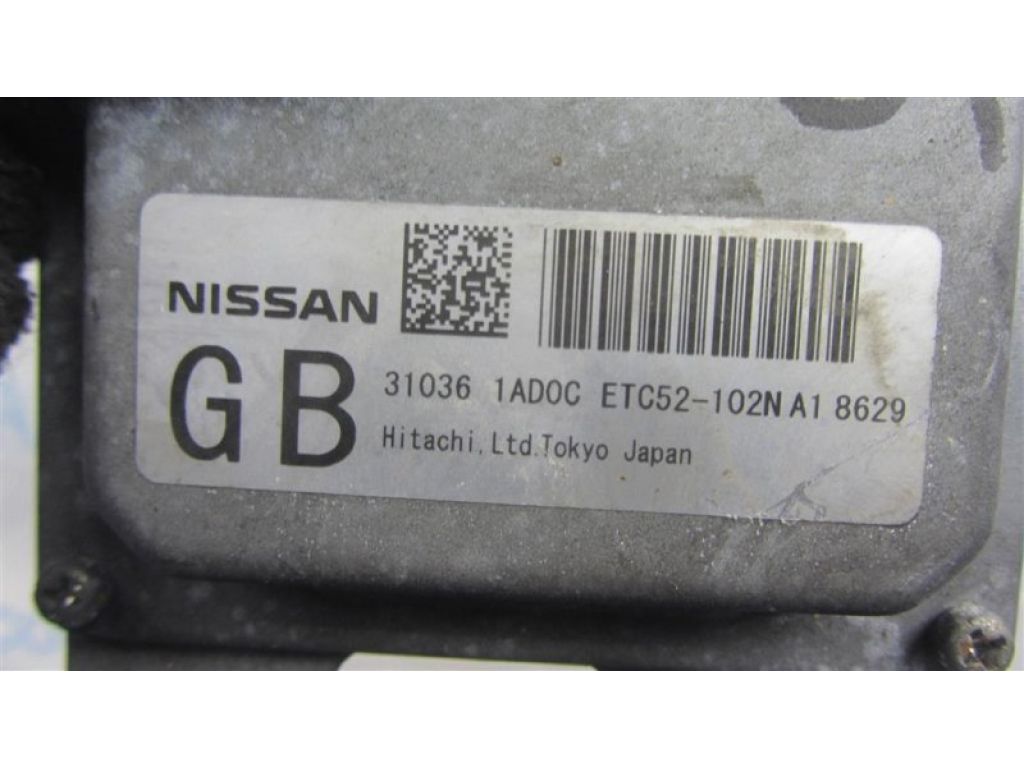 NISSAN
GB
31036 1AD0C ETC52-102N A1 8629
Hitachi,Ltd.Tokyo Japan